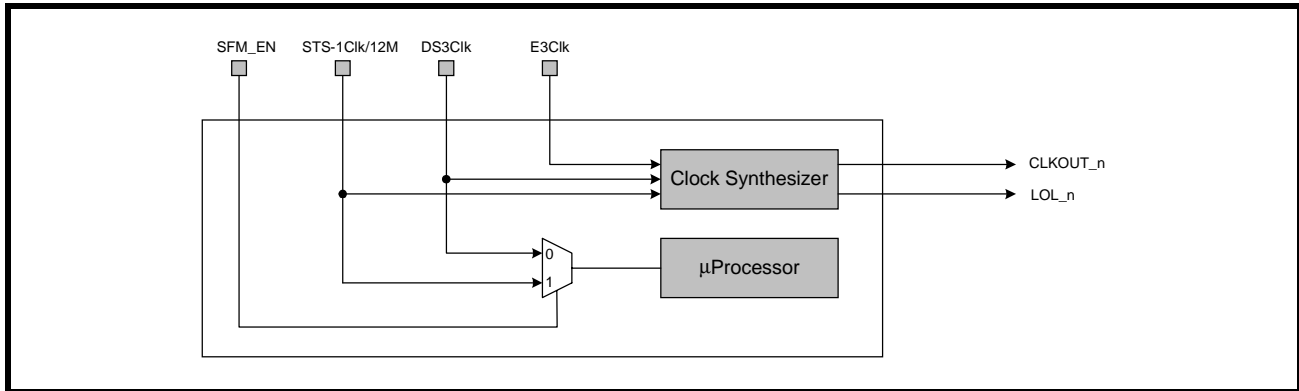 SFM_EN STS-1Clk/12M DS3Clk E3Clk
Clock Synthesizer
CLKOUT_n
LOL_n
0
1
μProcessor